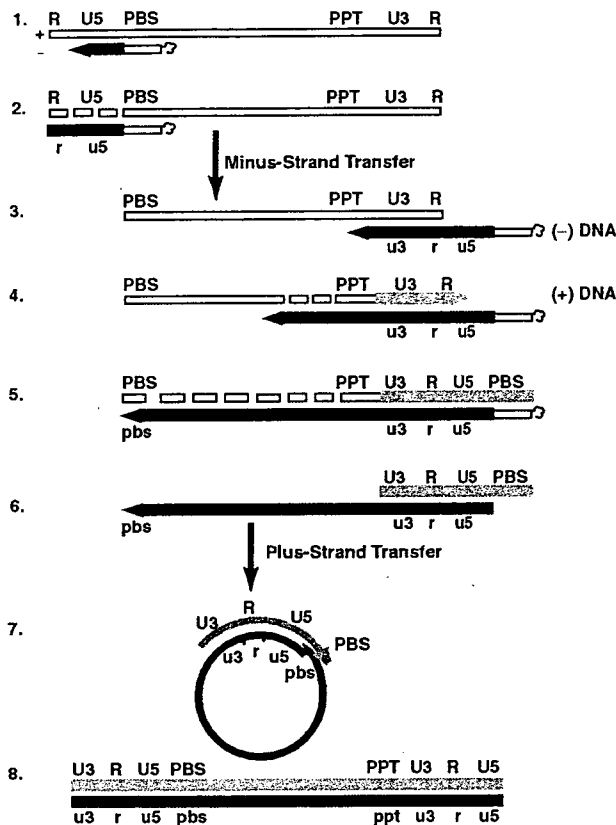 1.
R U5 PBS PPT U3 R
+
–
2.
R U5 PBS PPT U3 R
r u5
Minus-Strand Transfer
3.
PBS PPT U3 R
(–) DNA
u3 r u5
4.
PBS PPT U3 R (+) DNA
u3 r u5
5.
PBS PPT U3 R U5 PBS
pbs u3 r u5
6.
U3 R U5 PBS
pbs u3 r u5
Plus-Strand Transfer
7.
U3 R U5 PBS
u3 r u5 pbs
8.
U3 R U5 PBS PPT U3 R U5
u3 r u5 pbs ppt u3 r u5